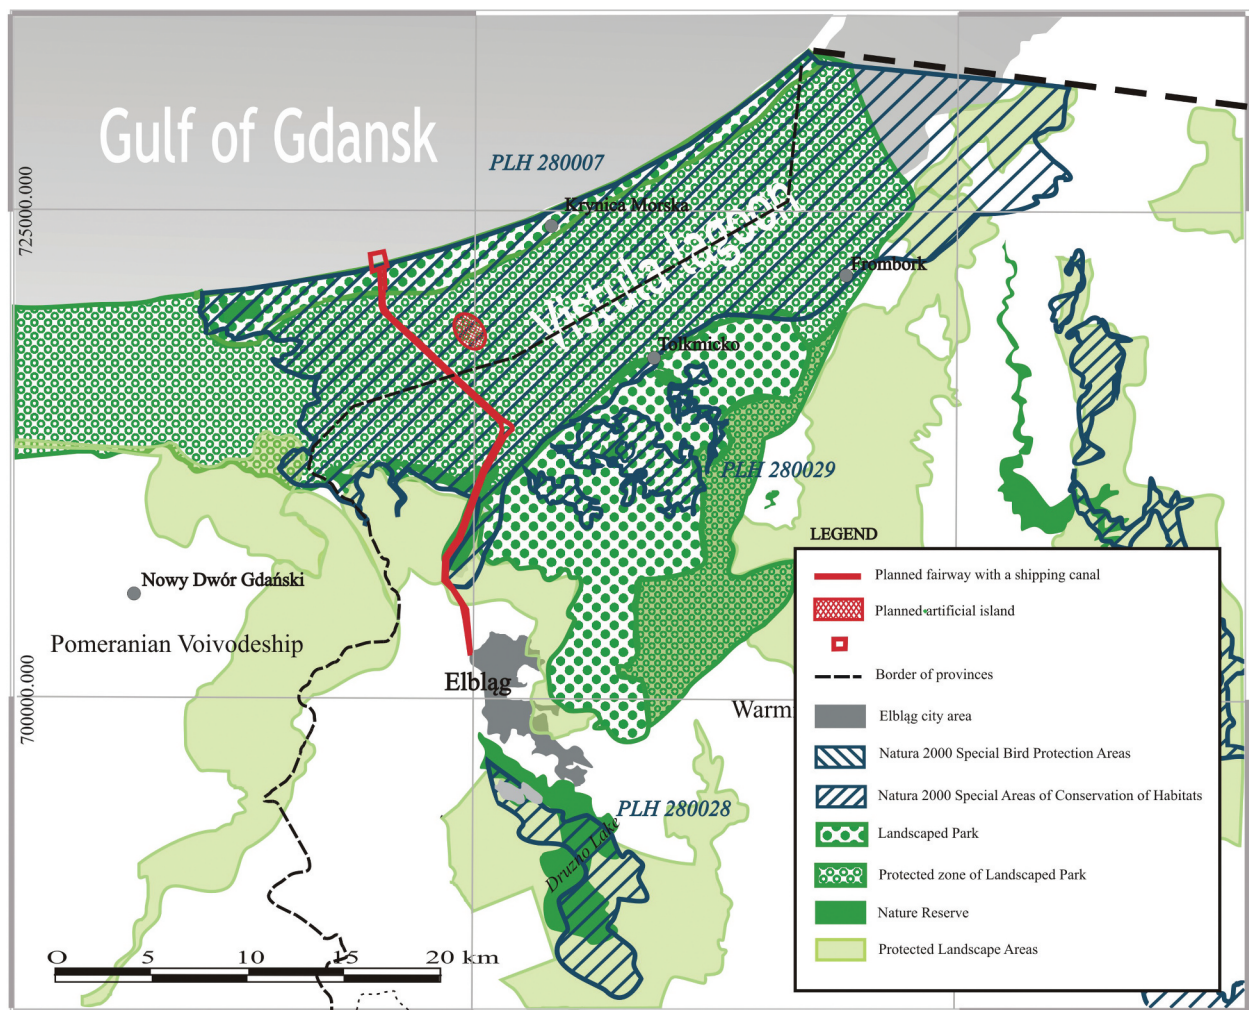 Gulf of Gdansk
PLH 280007
Krynica Morska
725000.000
Vistula lagoon
Frombork
Tolkmicko
PLH 280029
LEGEND
Nowy Dwór Gdański
Planned fairway with a shipping canal
Planned artificial island
Pomeranian Voivodeship
Border of provinces
Elbląg
700000.000
Warmi
Elbląg city area
Natura 2000 Special Bird Protection Areas
Natura 2000 Special Areas of Conservation of Habitats
PLH 280028
Landscaped Park
Druzno Lake
Protected zone of Landscaped Park
Nature Reserve
Protected Landscape Areas
0 5 10 15 20 km